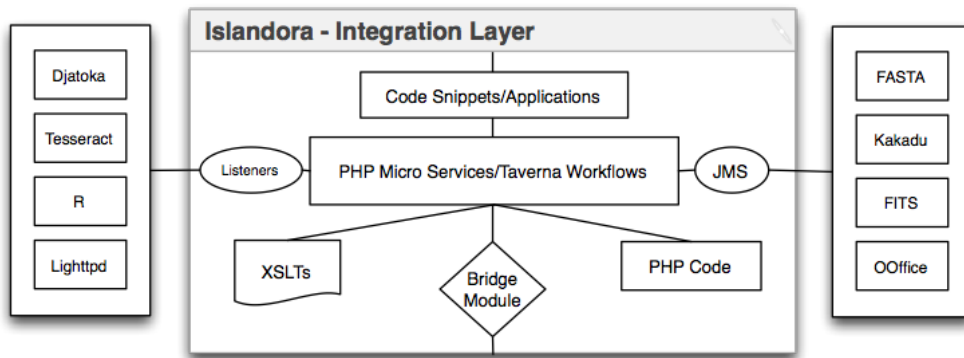 Islandora - Integration Layer
Djatoka
Tesseract
R
Lighttpd
Code Snippets/Applications
Listeners
PHP Micro Services/Taverna Workflows
JMS
XSLTs
Bridge
Module
PHP Code
FASTA
Kakadu
FITS
OOffice